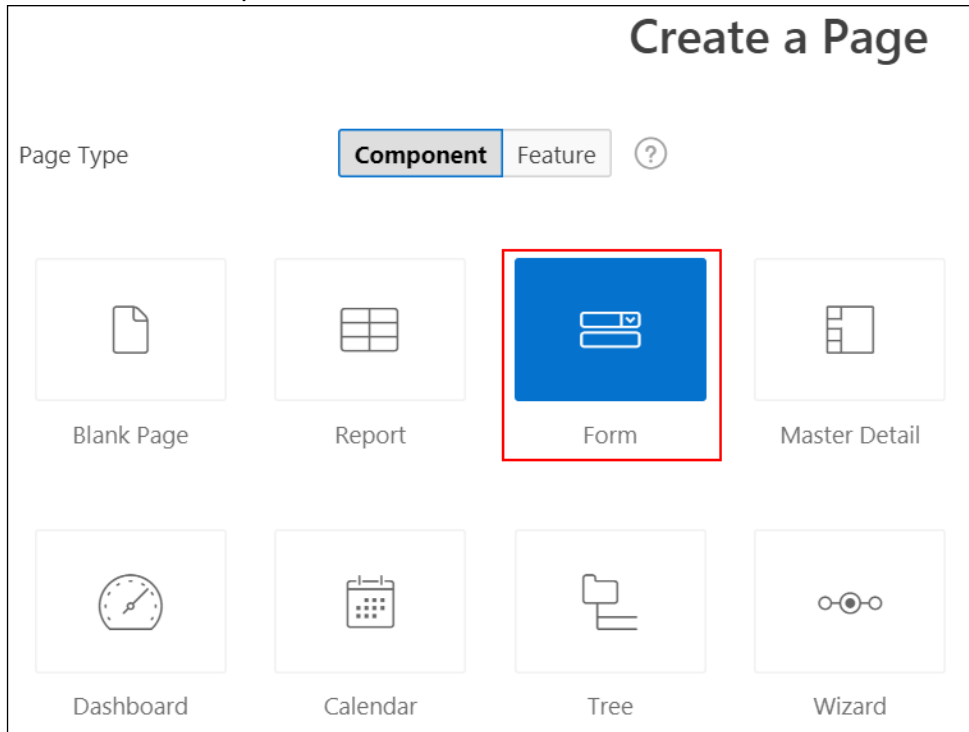 Create a Page
Page Type
Component Feature ?
Blank Page Report Form Master Detail
Dashboard Calendar Tree Wizard